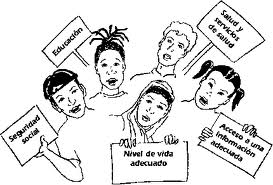 Educación
Salud y
servicios
de salud
Seguridad
social
Nivel de vida
adecuado
Acceso a una
información
adecuada